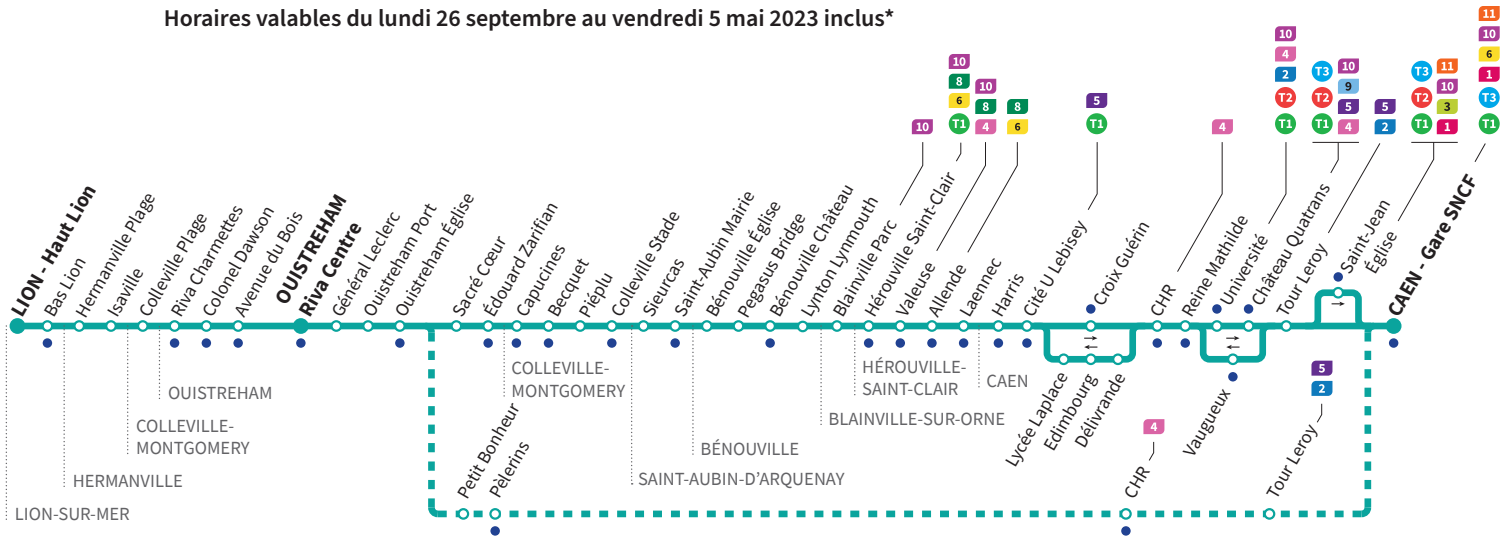 Horaires valables du lundi 26 septembre au vendredi 5 mai 2023 inclus*
10
10
8
6
T1
10
8
4
8
6
5
T1
4
10
4
2
T2
T1
T3
T2
T1
10
9
5
4
5
2
T3
T2
T1
11
10
3
1
11
10
6
1
T3
T1
LION - Haut Lion
Bas Lion
Hermanville Plage
Isaville
Colleville Plage
Riva Charmettes
Colonel Dawson
Avenue du Bois
OUISTREHAM
Riva Centre
Général Leclerc
Ouistreham Port
Ouistreham Église
Sacré Cœur
Édouard Zarifian
Capucines
Becquet
Piéplu
Colleville Stade
Sieurcas
Saint-Aubin Mairie
Bénouville Église
Pegasus Bridge
Bénouville Château
Lynton Lynmouth
Blainville Parc
Hérouville Saint-Clair
Valeuse
Allende
Laennec
Harris
Cité U Lebisey
Croix Guérin
CHR
Reine Mathilde
Université
Château Quatrans
Tour Leroy
Saint-Jean
Église
CAEN - Gare SNCF
Lycée Laplace
Edimbourg
Délivrande
Vaugueux
OUISTREHAM
COLLEVILLE-
MONTGOMERY
HERMANVILLE
LION-SUR-MER
COLLEVILLE-
MONTGOMERY
SAINT-AUBIN-D'ARQUENAY
BÉNOUVILLE
BLAINVILLE-SUR-ORNE
HÉROUVILLE-
SAINT-CLAIR
CAEN
Petit Bonheur
Pèlerins
4
CHR
5
2
Tour Leroy